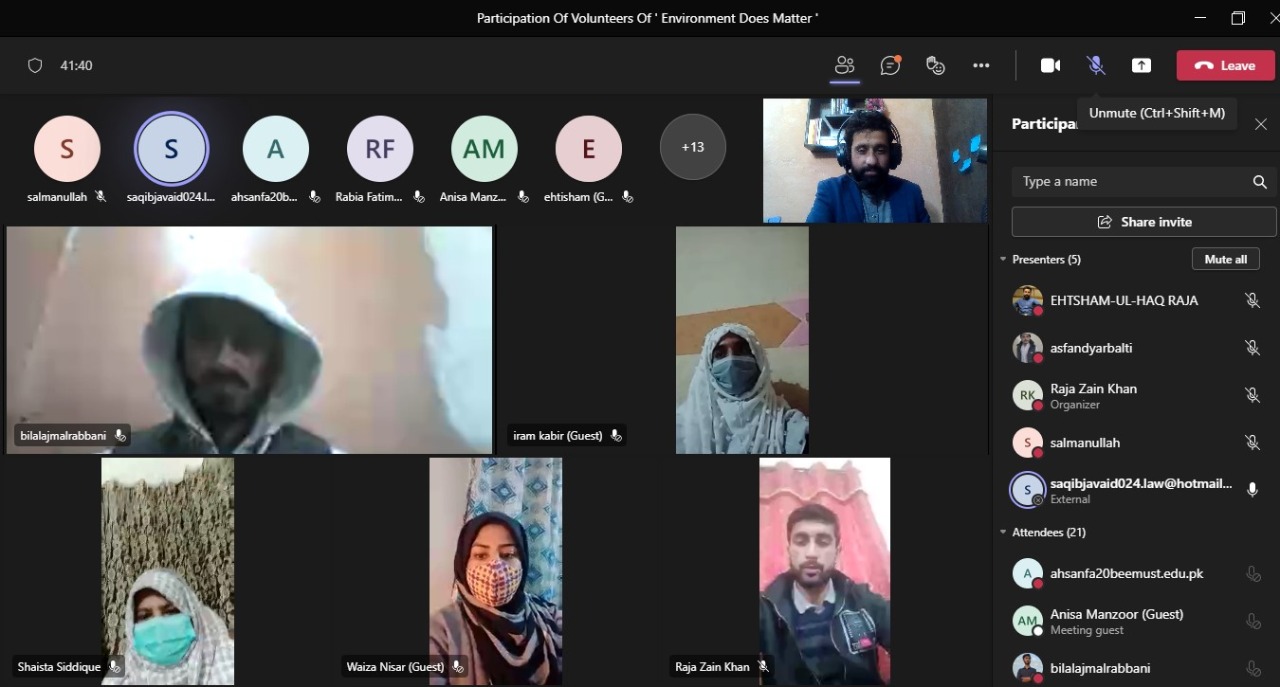 Participation Of Volunteers Of ' Environment Does Matter '
41:40
Leave
Unmute (Ctrl+Shift+M)
S
S
A
RF
AM
E
+13
salmanullah
saqibjavaid024.l...
ahsanfa20b...
Rabia Fatim...
Anisa Manz...
ehtisham (G...
bilalajmalrabbani
iram kabir (Guest)
Shaista Siddique
Waiza Nisar (Guest)
Raja Zain Khan
Participa
Type a name
Share invite
Presenters (5)
Mute all
EHTSHAM-UL-HAQ RAJA
asfandyarbalti
RK
Raja Zain Khan
Organizer
S
salmanullah
S
saqibjavaid024.law@hotmail...
External
Attendees (21)
A
ahsanfa20beemust.edu.pk
AM
Anisa Manzoor (Guest)
Meeting guest
bilalajmalrabbani